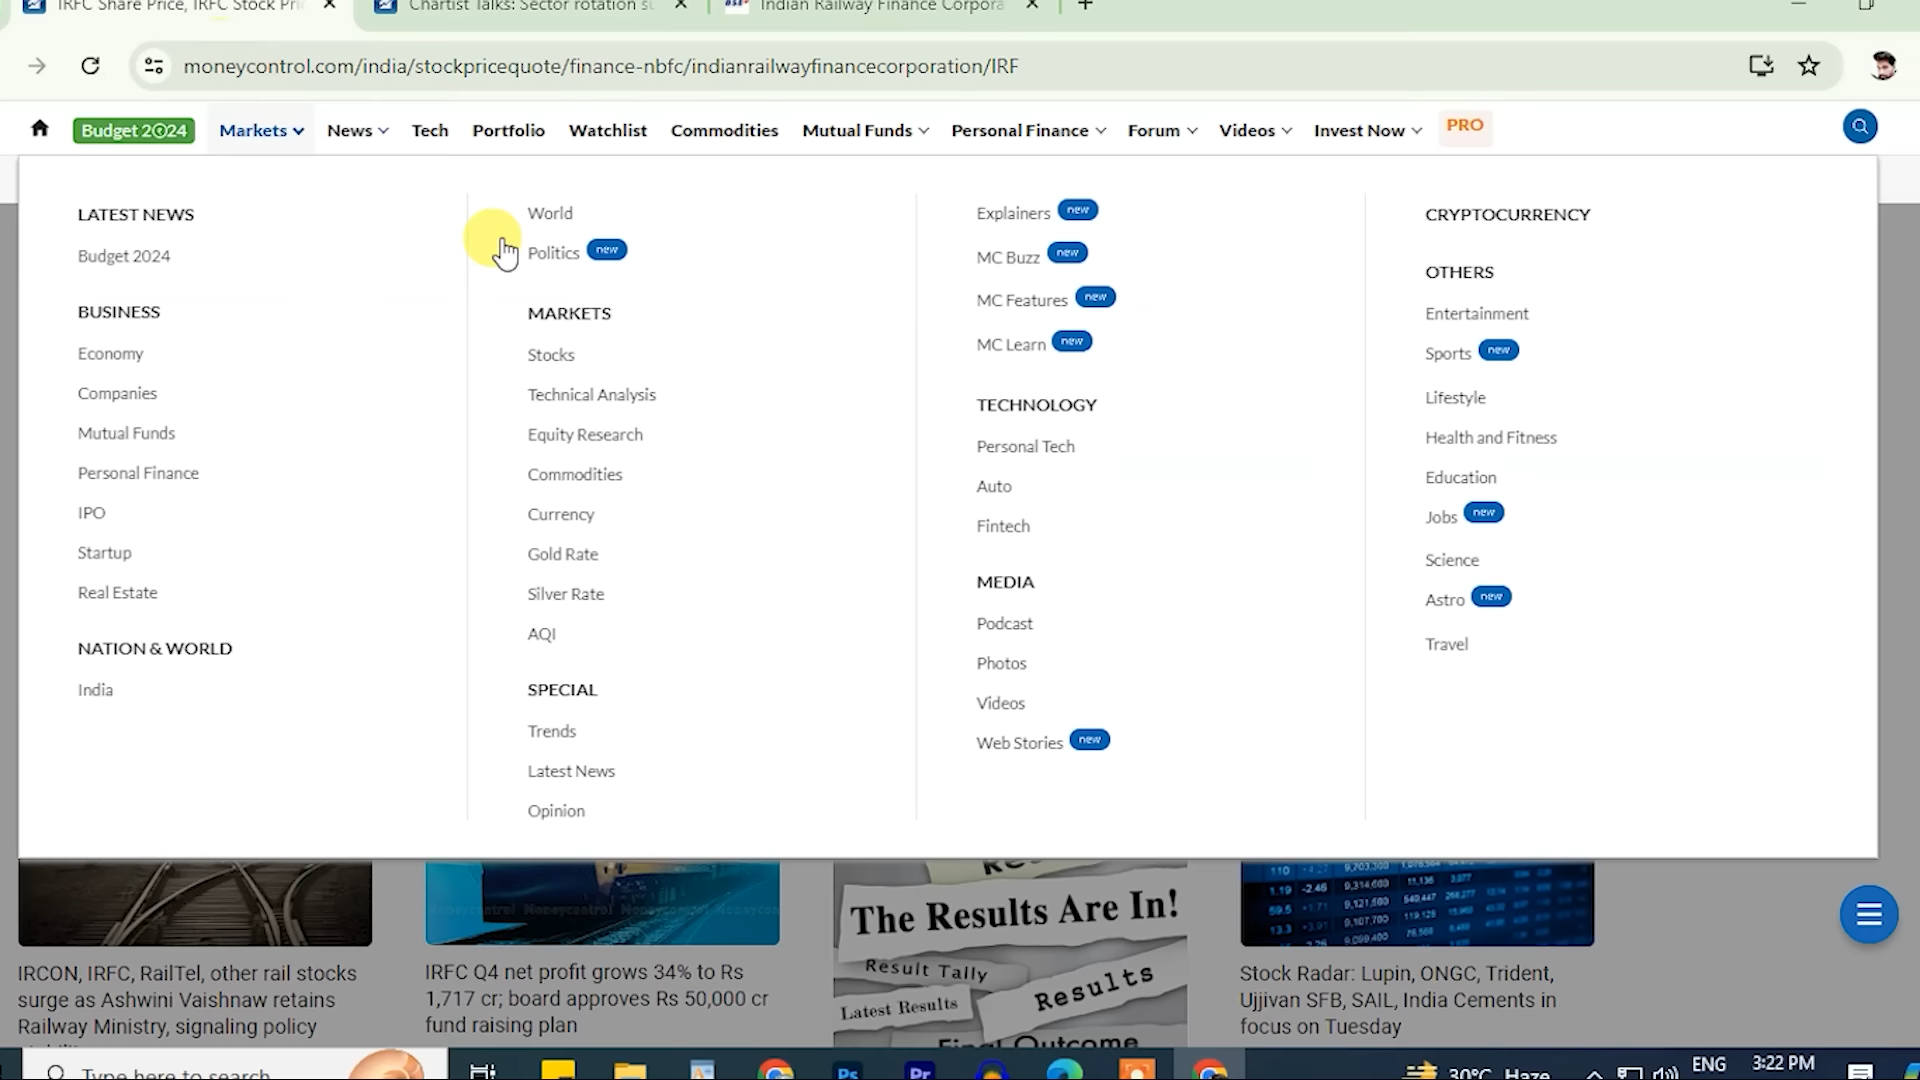 IRFC Share Price, IRFC Stock Pri
Chartist Talks: Sector rotation su
Indian Railway Finance Corpora
moneycontrol.com/india/stockpricequote/finance-nbfc/indianrailwayfinancecorporation/IRF
Budget 2024
Markets
News
Tech
Portfolio
Watchlist
Commodities
Mutual Funds
Personal Finance
Forum
Videos
Invest Now
PRO
LATEST NEWS
Budget 2024
BUSINESS
Economy
Companies
Mutual Funds
Personal Finance
IPO
Startup
Real Estate
NATION & WORLD
India
World
Politics new
MARKETS
Stocks
Technical Analysis
Equity Research
Commodities
Currency
Gold Rate
Silver Rate
AQI
SPECIAL
Trends
Latest News
Opinion
Explainers new
MC Buzz new
MC Features new
MC Learn new
TECHNOLOGY
Personal Tech
Auto
Fintech
MEDIA
Podcast
Photos
Videos
Web Stories new
CRYPTOCURRENCY
OTHERS
Entertainment
Sports new
Lifestyle
Health and Fitness
Education
Jobs new
Science
Astro new
Travel
The Results Are In!
Result Tally
Results
Latest Results
Final Outcome
IRCON, IRFC, RailTel, other rail stocks
surge as Ashwini Vaishnaw retains
Railway Ministry, signaling policy
IRFC Q4 net profit grows 34% to Rs
1,717 cr; board approves Rs 50,000 cr
fund raising plan
Stock Radar: Lupin, ONGC, Trident,
Ujjivan SFB, SAIL, India Cements in
focus on Tuesday
Type here to search
Ps
Pr
30°C Haze
ENG
3:22 PM